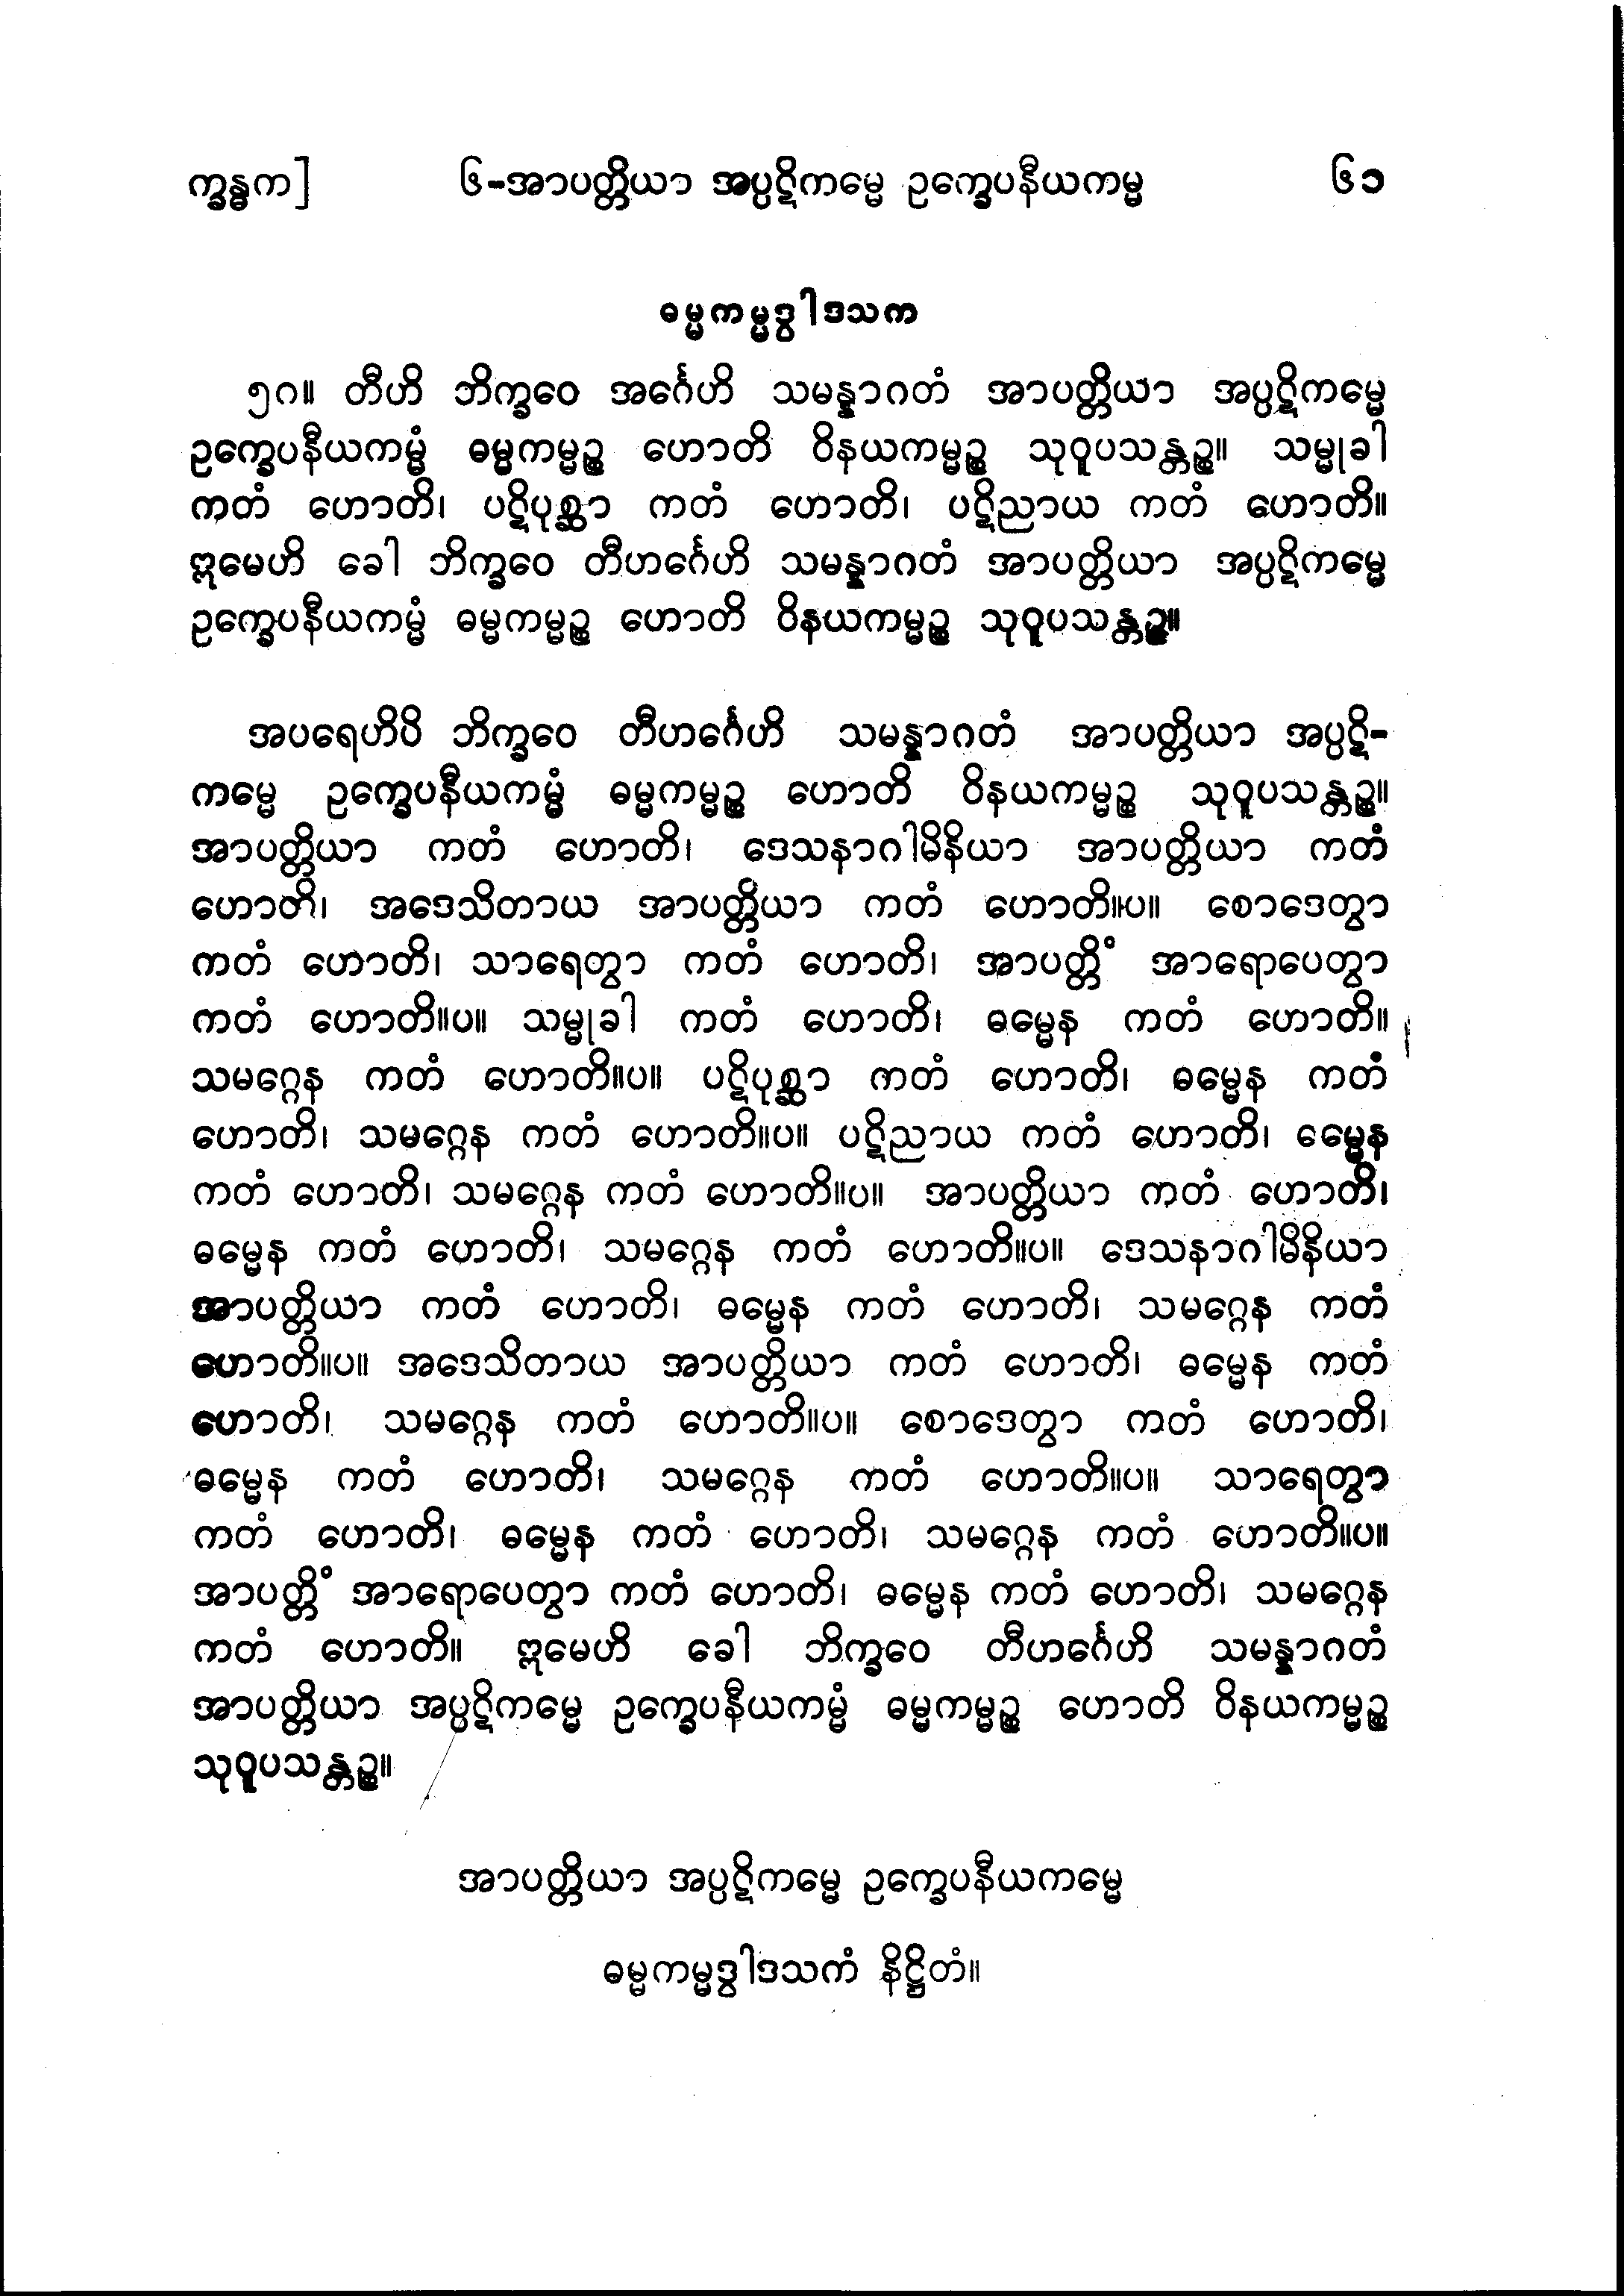 က္ခန္ဓက]	၆-အာပတ္တိယာ အပ္ပဋိကမ္မေ ဥက္ခေပနီယကမ္မ	၆၁
ဓမ္မကမ္မဒွါဒသက
၅၈။ တီဟိ ဘိက္ခဝေ အင်္ဂေဟိ သမန္နာဂတံ အာပတ္တိယာ အပ္ပဋိကမ္မေ
ဥက္ခေပနီယကမ္မံ ဓမ္မကမ္မဉ္စ ဟောတိ ဝိနယကမ္မဉ္စ သုဝူပသန္တဉ္စ။ သမ္မုခါ
ကတံ ဟောတိ၊ ပဋိပုစ္ဆာ ကတံ ဟောတိ၊ ပဋိညာယ ကတံ ဟောတိ။
ဣမေဟိ ခေါ ဘိက္ခဝေ တီဟင်္ဂေဟိ သမန္နာဂတံ အာပတ္တိယာ အပ္ပဋိကမ္မေ
ဥက္ခေပနီယကမ္မံ ဓမ္မကမ္မဉ္စ ဟောတိ ဝိနယကမ္မဉ္စ သုဝူပသန္တဉ္စ။
အပရေဟိပိ ဘိက္ခဝေ တီဟင်္ဂေဟိ သမန္နာဂတံ အာပတ္တိယာ အပ္ပဋိ-
ကမ္မေ ဥက္ခေပနီယကမ္မံ ဓမ္မကမ္မဉ္စ ဟောတိ ဝိနယကမ္မဉ္စ သုဝူပသန္တဉ္စ။
အာပတ္တိယာ ကတံ ဟောတိ၊ ဒေသနာဂါမိနိယာ အာပတ္တိယာ ကတံ
ဟောတိ၊ အဒေသိတာယ အာပတ္တိယာ ကတံ ဟောတိ။ပ။ စောဒေတွာ
ကတံ ဟောတိ၊ သာရေတွာ ကတံ ဟောတိ၊ အာပတ္တိံ အာရောပေတွာ
ကတံ ဟောတိ။ပ။ သမ္မုခါ ကတံ ဟောတိ၊ ဓမ္မေန ကတံ ဟောတိ။
သမဂ္ဂေန ကတံ ဟောတိ။ပ။ ပဋိပုစ္ဆာ ကတံ ဟောတိ၊ ဓမ္မေန ကတံ
ဟောတိ၊ သမဂ္ဂေန ကတံ ဟောတိ။ပ။ ပဋိညာယ ကတံ ဟောတိ၊ ဓမ္မေန
ကတံ ဟောတိ၊ သမဂ္ဂေန ကတံ ဟောတိ။ပ။ အာပတ္တိယာ ကတံ ဟောတိ၊
ဓမ္မေန ကတံ ဟောတိ၊ သမဂ္ဂေန ကတံ ဟောတိ။ပ။ ဒေသနာဂါမိနိယာ
အာပတ္တိယာ ကတံ ဟောတိ၊ ဓမ္မေန ကတံ ဟောတိ၊ သမဂ္ဂေန ကတံ
ဟောတိ။ပ။ အဒေသိတာယ အာပတ္တိယာ ကတံ ဟောတိ၊ ဓမ္မေန ကတံ
ဟောတိ၊ သမဂ္ဂေန ကတံ ဟောတိ။ပ။ စောဒေတွာ ကတံ ဟောတိ၊
ဓမ္မေန ကတံ ဟောတိ၊ သမဂ္ဂေန ကတံ ဟောတိ။ပ။ သာရေတွာ
ကတံ ဟောတိ၊ ဓမ္မေန ကတံ ဟောတိ၊ သမဂ္ဂေန ကတံ ဟောတိ။ပ။
အာပတ္တိံ အာရောပေတွာ ကတံ ဟောတိ၊ ဓမ္မေန ကတံ ဟောတိ၊ သမဂ္ဂေန
ကတံ ဟောတိ။ ဣမေဟိ ခေါ ဘိက္ခဝေ တီဟင်္ဂေဟိ သမန္နာဂတံ
အာပတ္တိယာ အပ္ပဋိကမ္မေ ဥက္ခေပနီယကမ္မံ ဓမ္မကမ္မဉ္စ ဟောတိ ဝိနယကမ္မဉ္စ
သုဝူပသန္တဉ္စ။
အာပတ္တိယာ အပ္ပဋိကမ္မေ ဥက္ခေပနီယကမ္မေ
ဓမ္မကမ္မဒွါဒသကံ နိဋ္ဌိတံ။